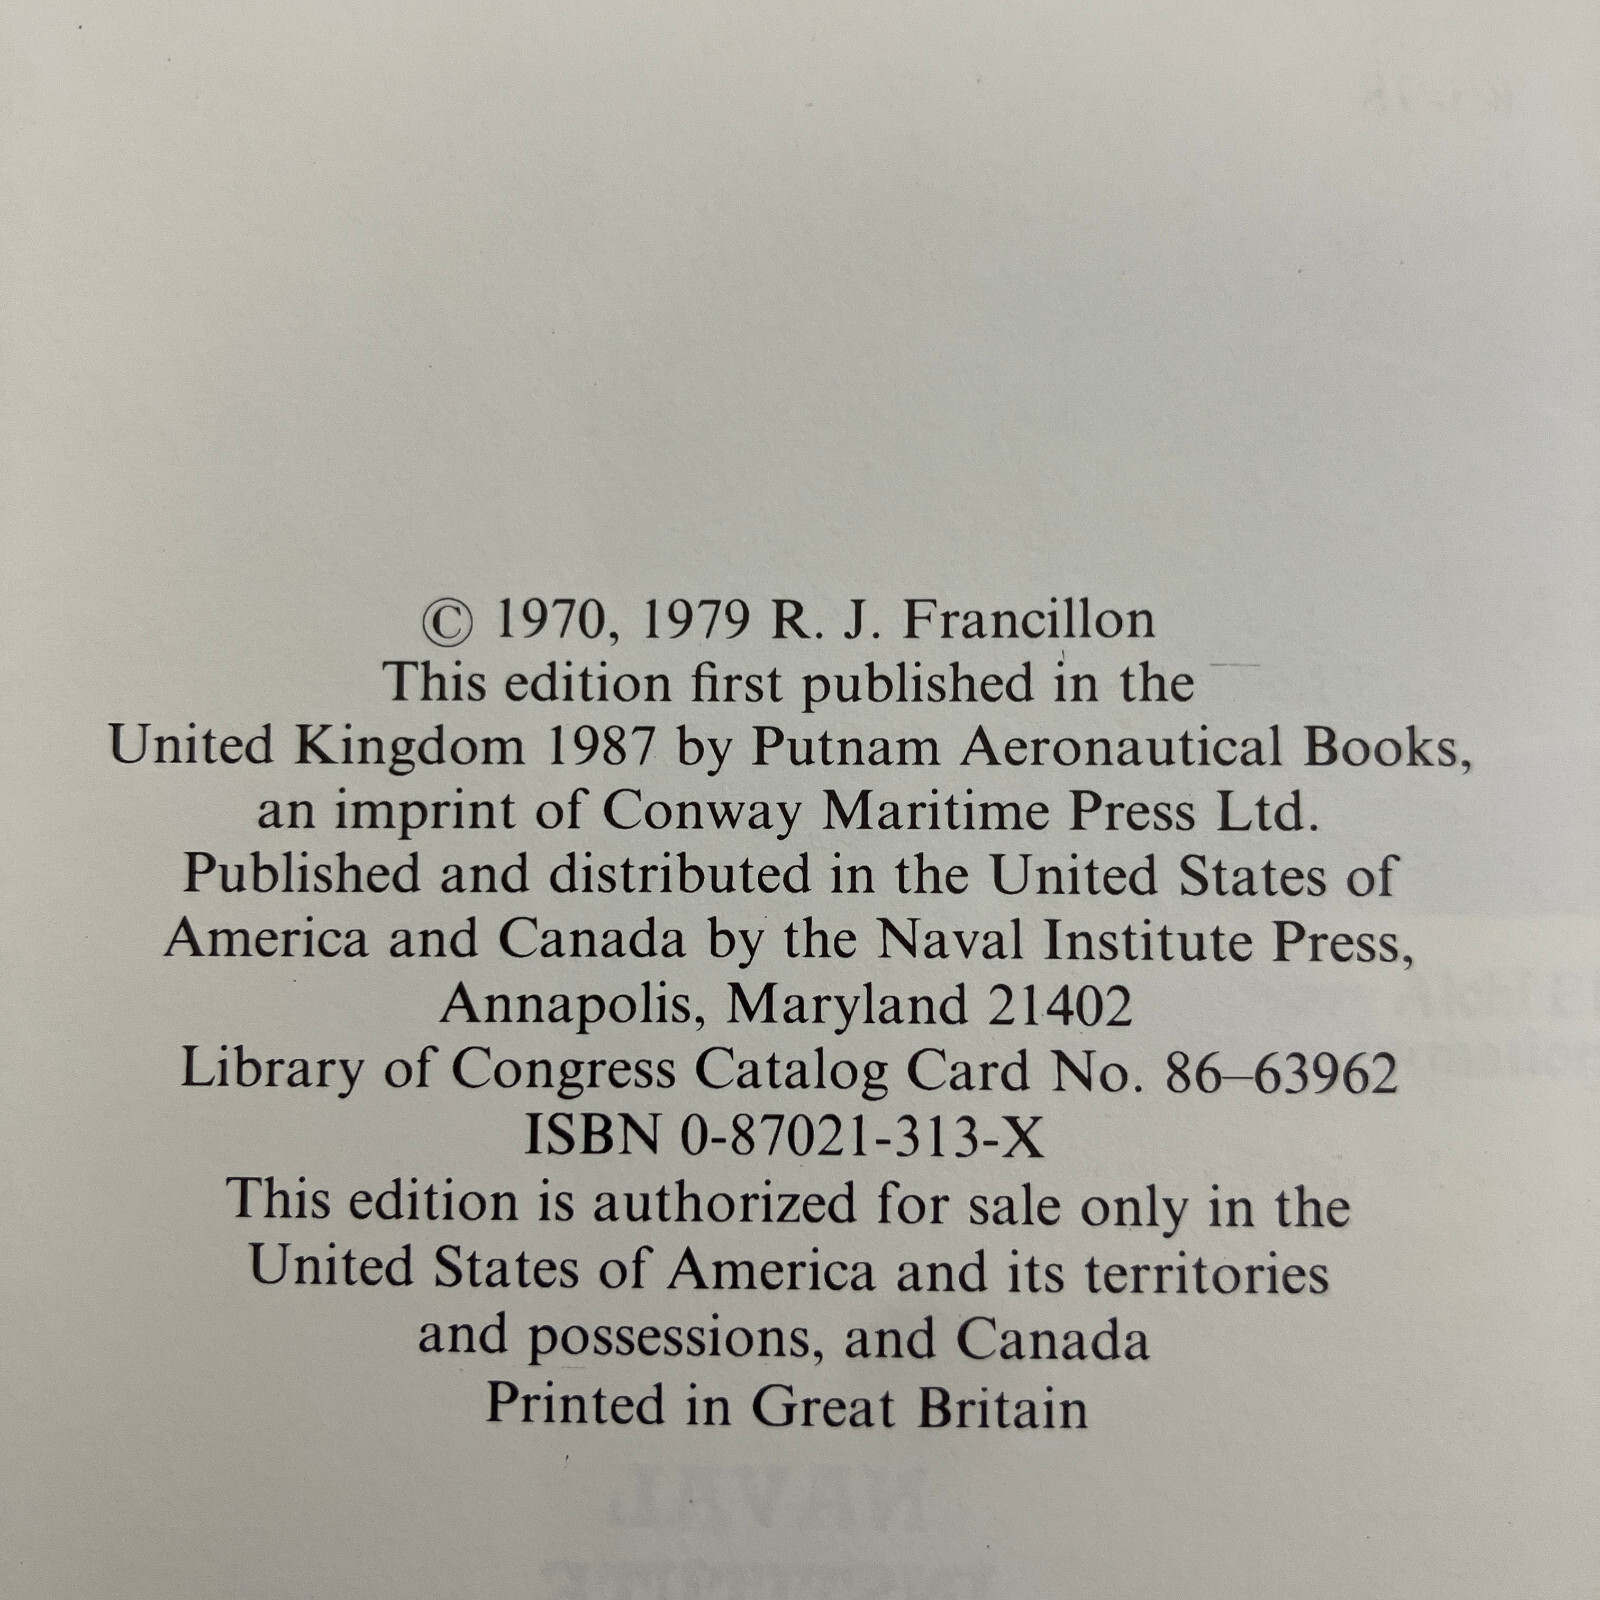 © 1970, 1979 R. J. Francillon
This edition first published in the
United Kingdom 1987 by Putnam Aeronautical Books,
an imprint of Conway Maritime Press Ltd.
Published and distributed in the United States of
America and Canada by the Naval Institute Press,
Annapolis, Maryland 21402
Library of Congress Catalog Card No. 86–63962
ISBN 0-87021-313-X
This edition is authorized for sale only in the
United States of America and its territories
and possessions, and Canada
Printed in Great Britain
NAVAL